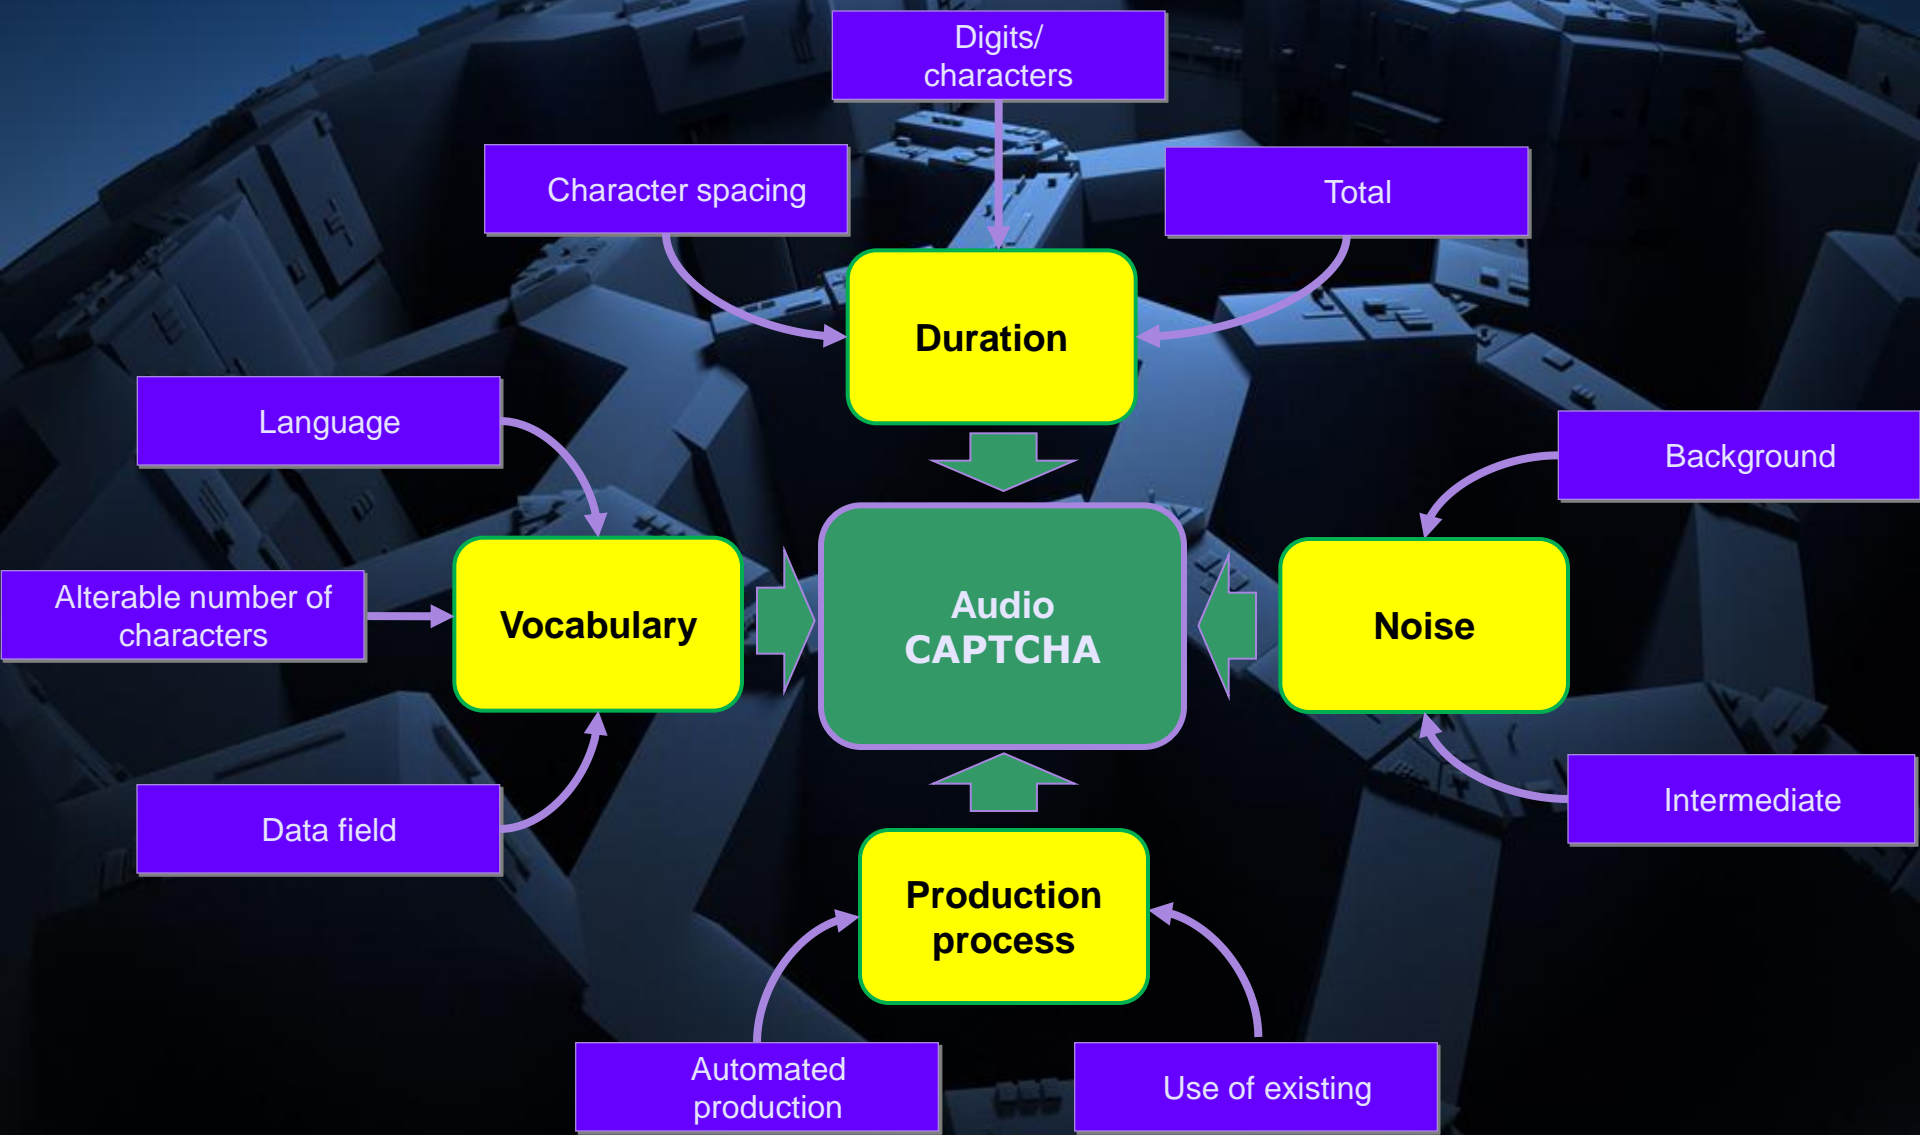 Digits/
characters
Character spacing
Total
Duration
Language
Background
Alterable number of
characters
Vocabulary
Audio
CAPTCHA
Noise
Data field
Intermediate
Production
process
Automated
production
Use of existing